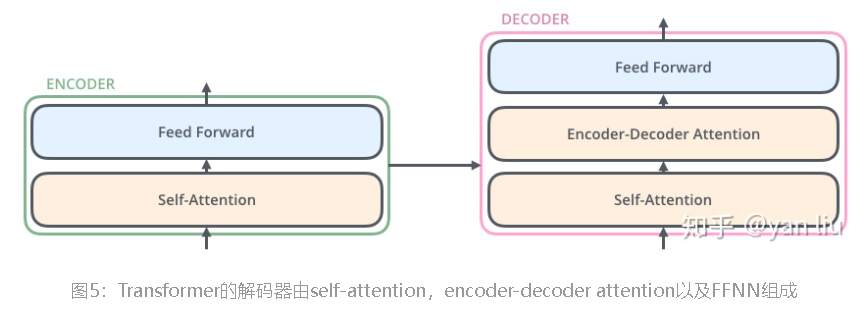 DECODER
Feed Forward
ENCODER
Feed Forward
Encoder-Decoder Attention
Self-Attention
Self-Attention
知乎 @yan liu
图5：Transformer的解码器由self-attention，encoder-decoder attention以及FFNN组成